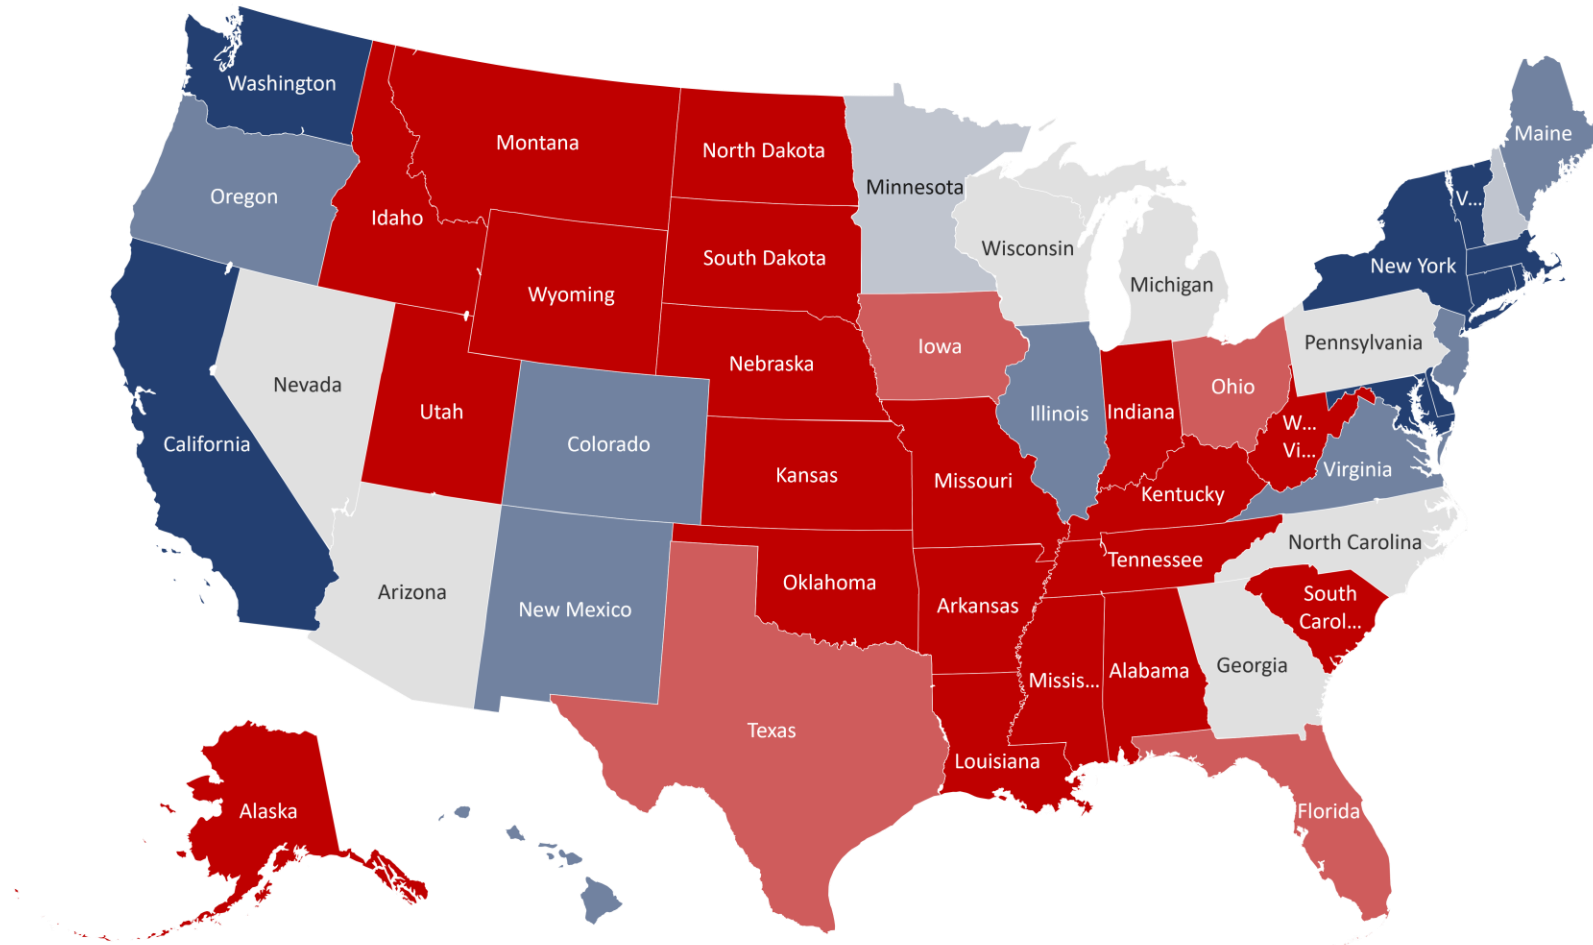 Washington
Montana
North Dakota
Maine
Minnesota
Oregon
V...
Idaho
Wisconsin
South Dakota
New York
Michigan
Wyoming
Pennsylvania
Iowa
Nebraska
Nevada
Ohio
Utah
Illinois
Indiana
California
Colorado
W...
Vi...
Virginia
Kansas
Missouri
Kentucky
North Carolina
Tennessee
Oklahoma
Arizona
New Mexico
Arkansas
South
Carol...
Georgia
Alabama
Missis...
Texas
Louisiana
Alaska
Florida